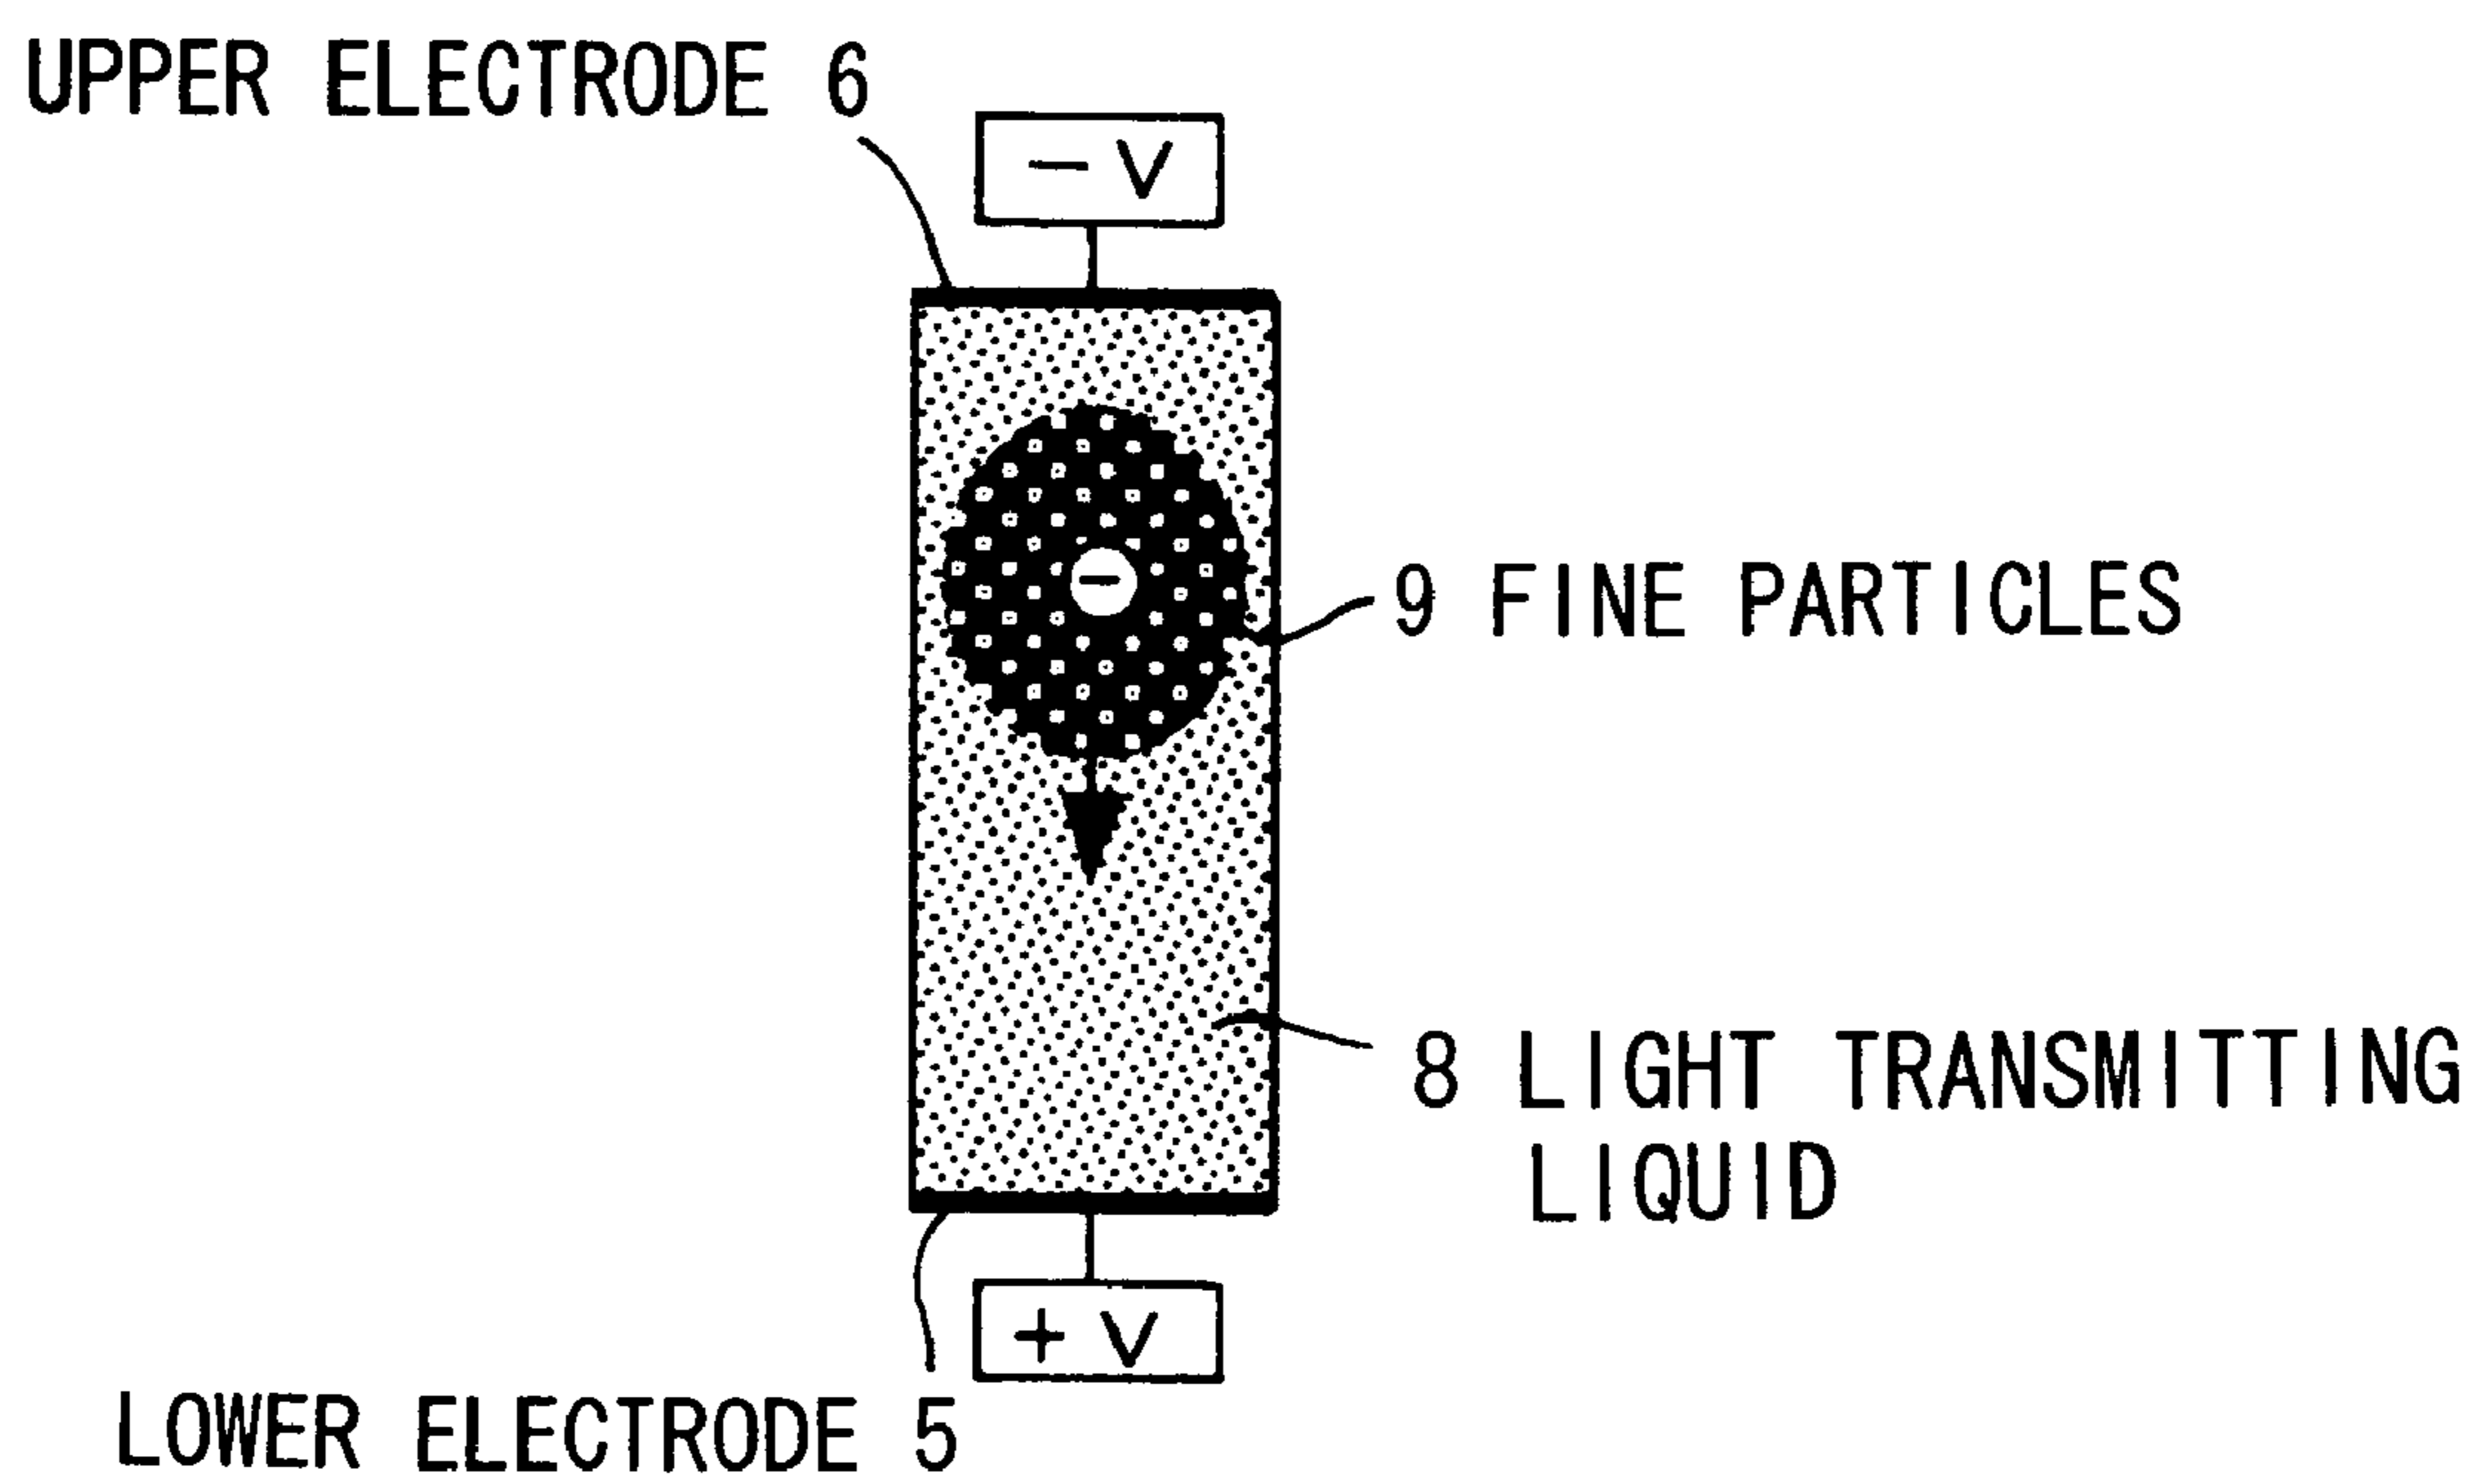 UPPER ELECTRODE 6
− V
−
9 FINE PARTICLES
8 LIGHT TRANSMITTING
LIQUID
+ V
LOWER ELECTRODE 5